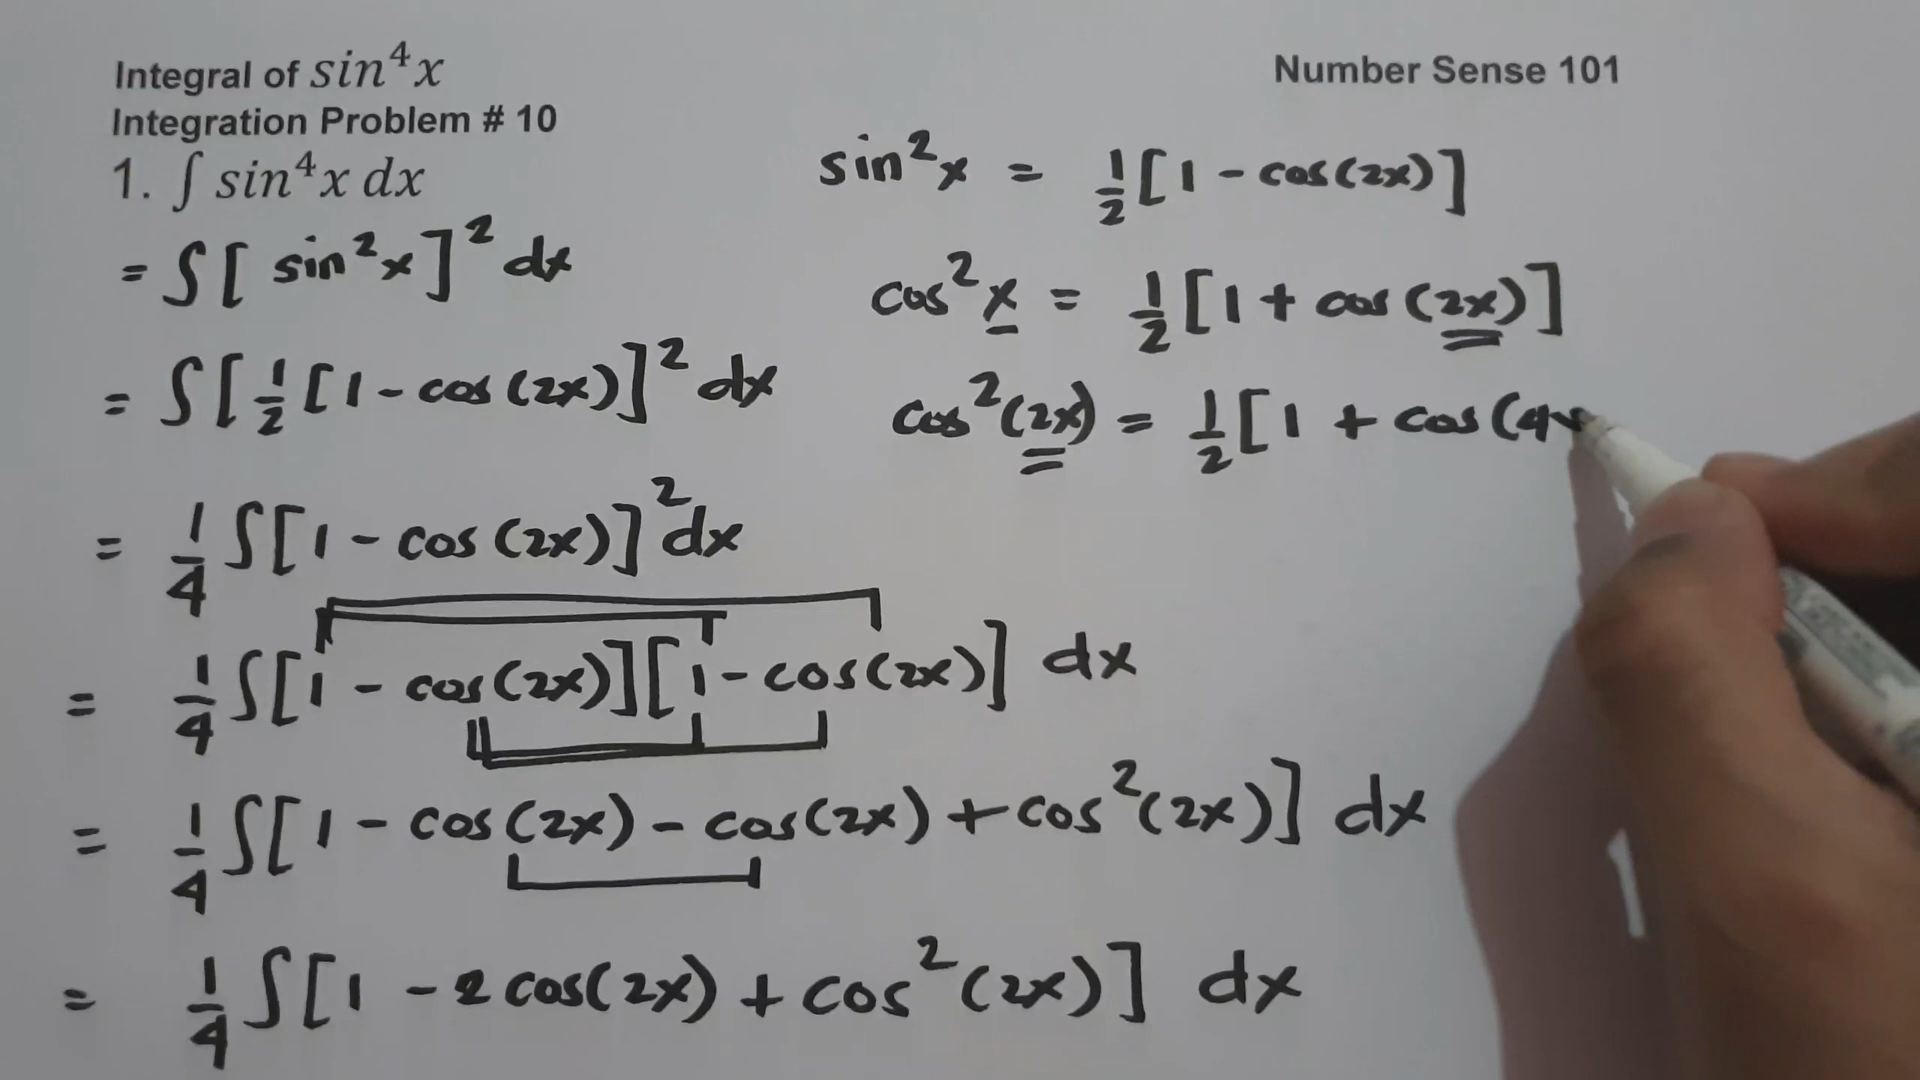 Integral of sin⁴x
Number Sense 101
Integration Problem # 10
1. ∫ sin⁴x dx
= ∫[ sin²x ]² dx
= ∫[ 1/2 [ 1 - cos (2x) ]² dx
= 1/4 ∫[ 1 - cos (2x) ]² dx
= 1/4 ∫[ 1 - cos (2x) ] [ 1 - cos (2x) ] dx
= 1/4 ∫[ 1 - cos (2x) - cos (2x) + cos² (2x) ] dx
= 1/4 ∫[ 1 - 2 cos (2x) + cos² (2x) ] dx
sin²x = 1/2 [ 1 - cos (2x) ]
cos²x = 1/2 [ 1 + cos (2x) ]
cos² (2x) = 1/2 [ 1 + cos (4x